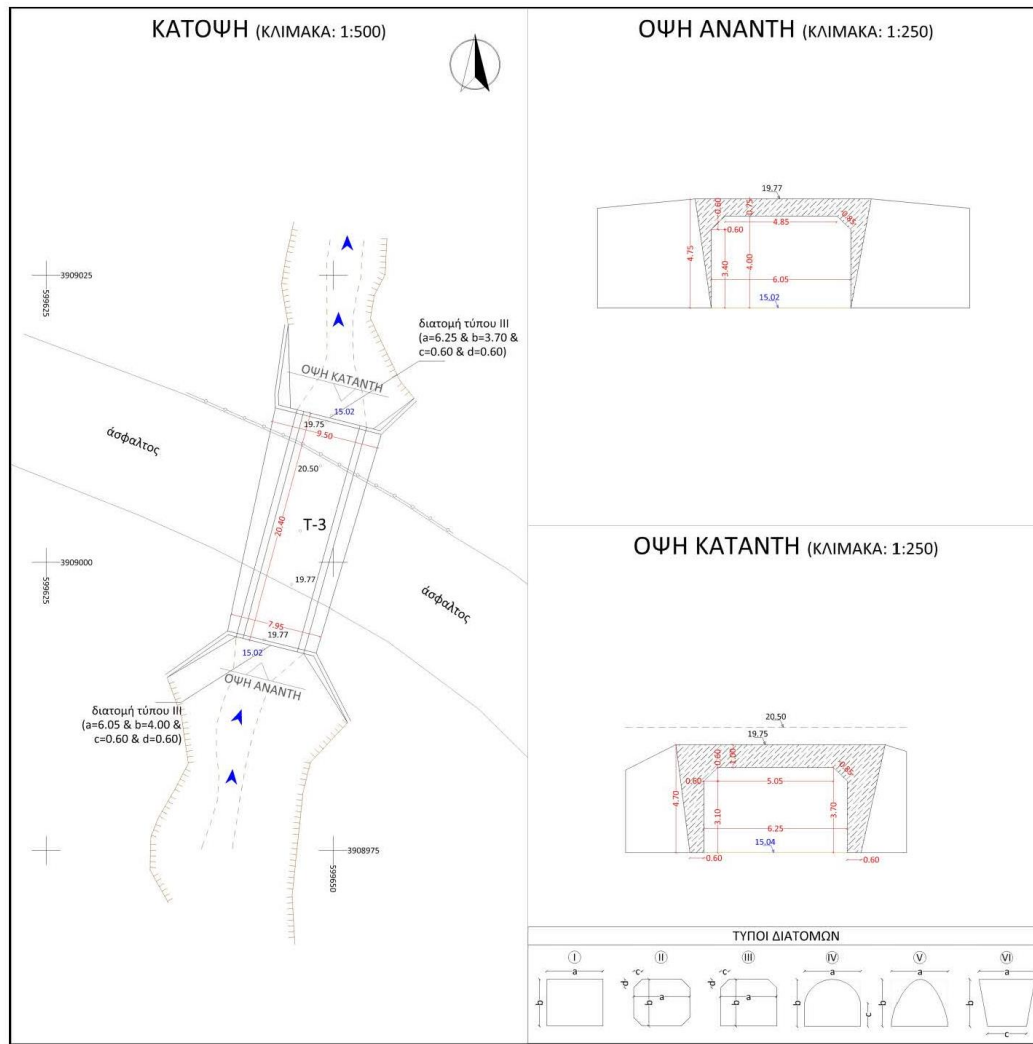 ΚΑΤΟΨΗ (ΚΛΙΜΑΚΑ: 1:500)
3909025
599625
διατομή τύπου III
(a=6.25 & b=3.70 &
c=0.60 & d=0.60)
ΟΨΗ ΚΑΤΑΝΤΗ
15.02
19.75
9.50
άσφαλτος
20.50
T-3
20.40
3909000
599625
19.77
άσφαλτος
7.95
19.77
15.02
ΟΨΗ ΑΝΑΝΤΗ
διατομή τύπου III
(a=6.05 & b=4.00 &
c=0.60 & d=0.60)
3908975
599650
ΟΨΗ ΑΝΑΝΤΗ (ΚΛΙΜΑΚΑ: 1:250)
19.77
0.60
0.75
4.85
0.85
0.60
4.75
3.40
4.00
6.05
15.02
ΟΨΗ ΚΑΤΑΝΤΗ (ΚΛΙΜΑΚΑ: 1:250)
20.50
19.75
0.60
1.00
0.85
0.60
5.05
4.70
3.10
3.70
6.25
15.04
0.60
0.60
ΤΥΠΟΙ ΔΙΑΤΟΜΩΝ
I
II
III
IV
V
VI
a
b
c
d
a
b
c
d
a
b
a
b
c
a
b
a
b
c